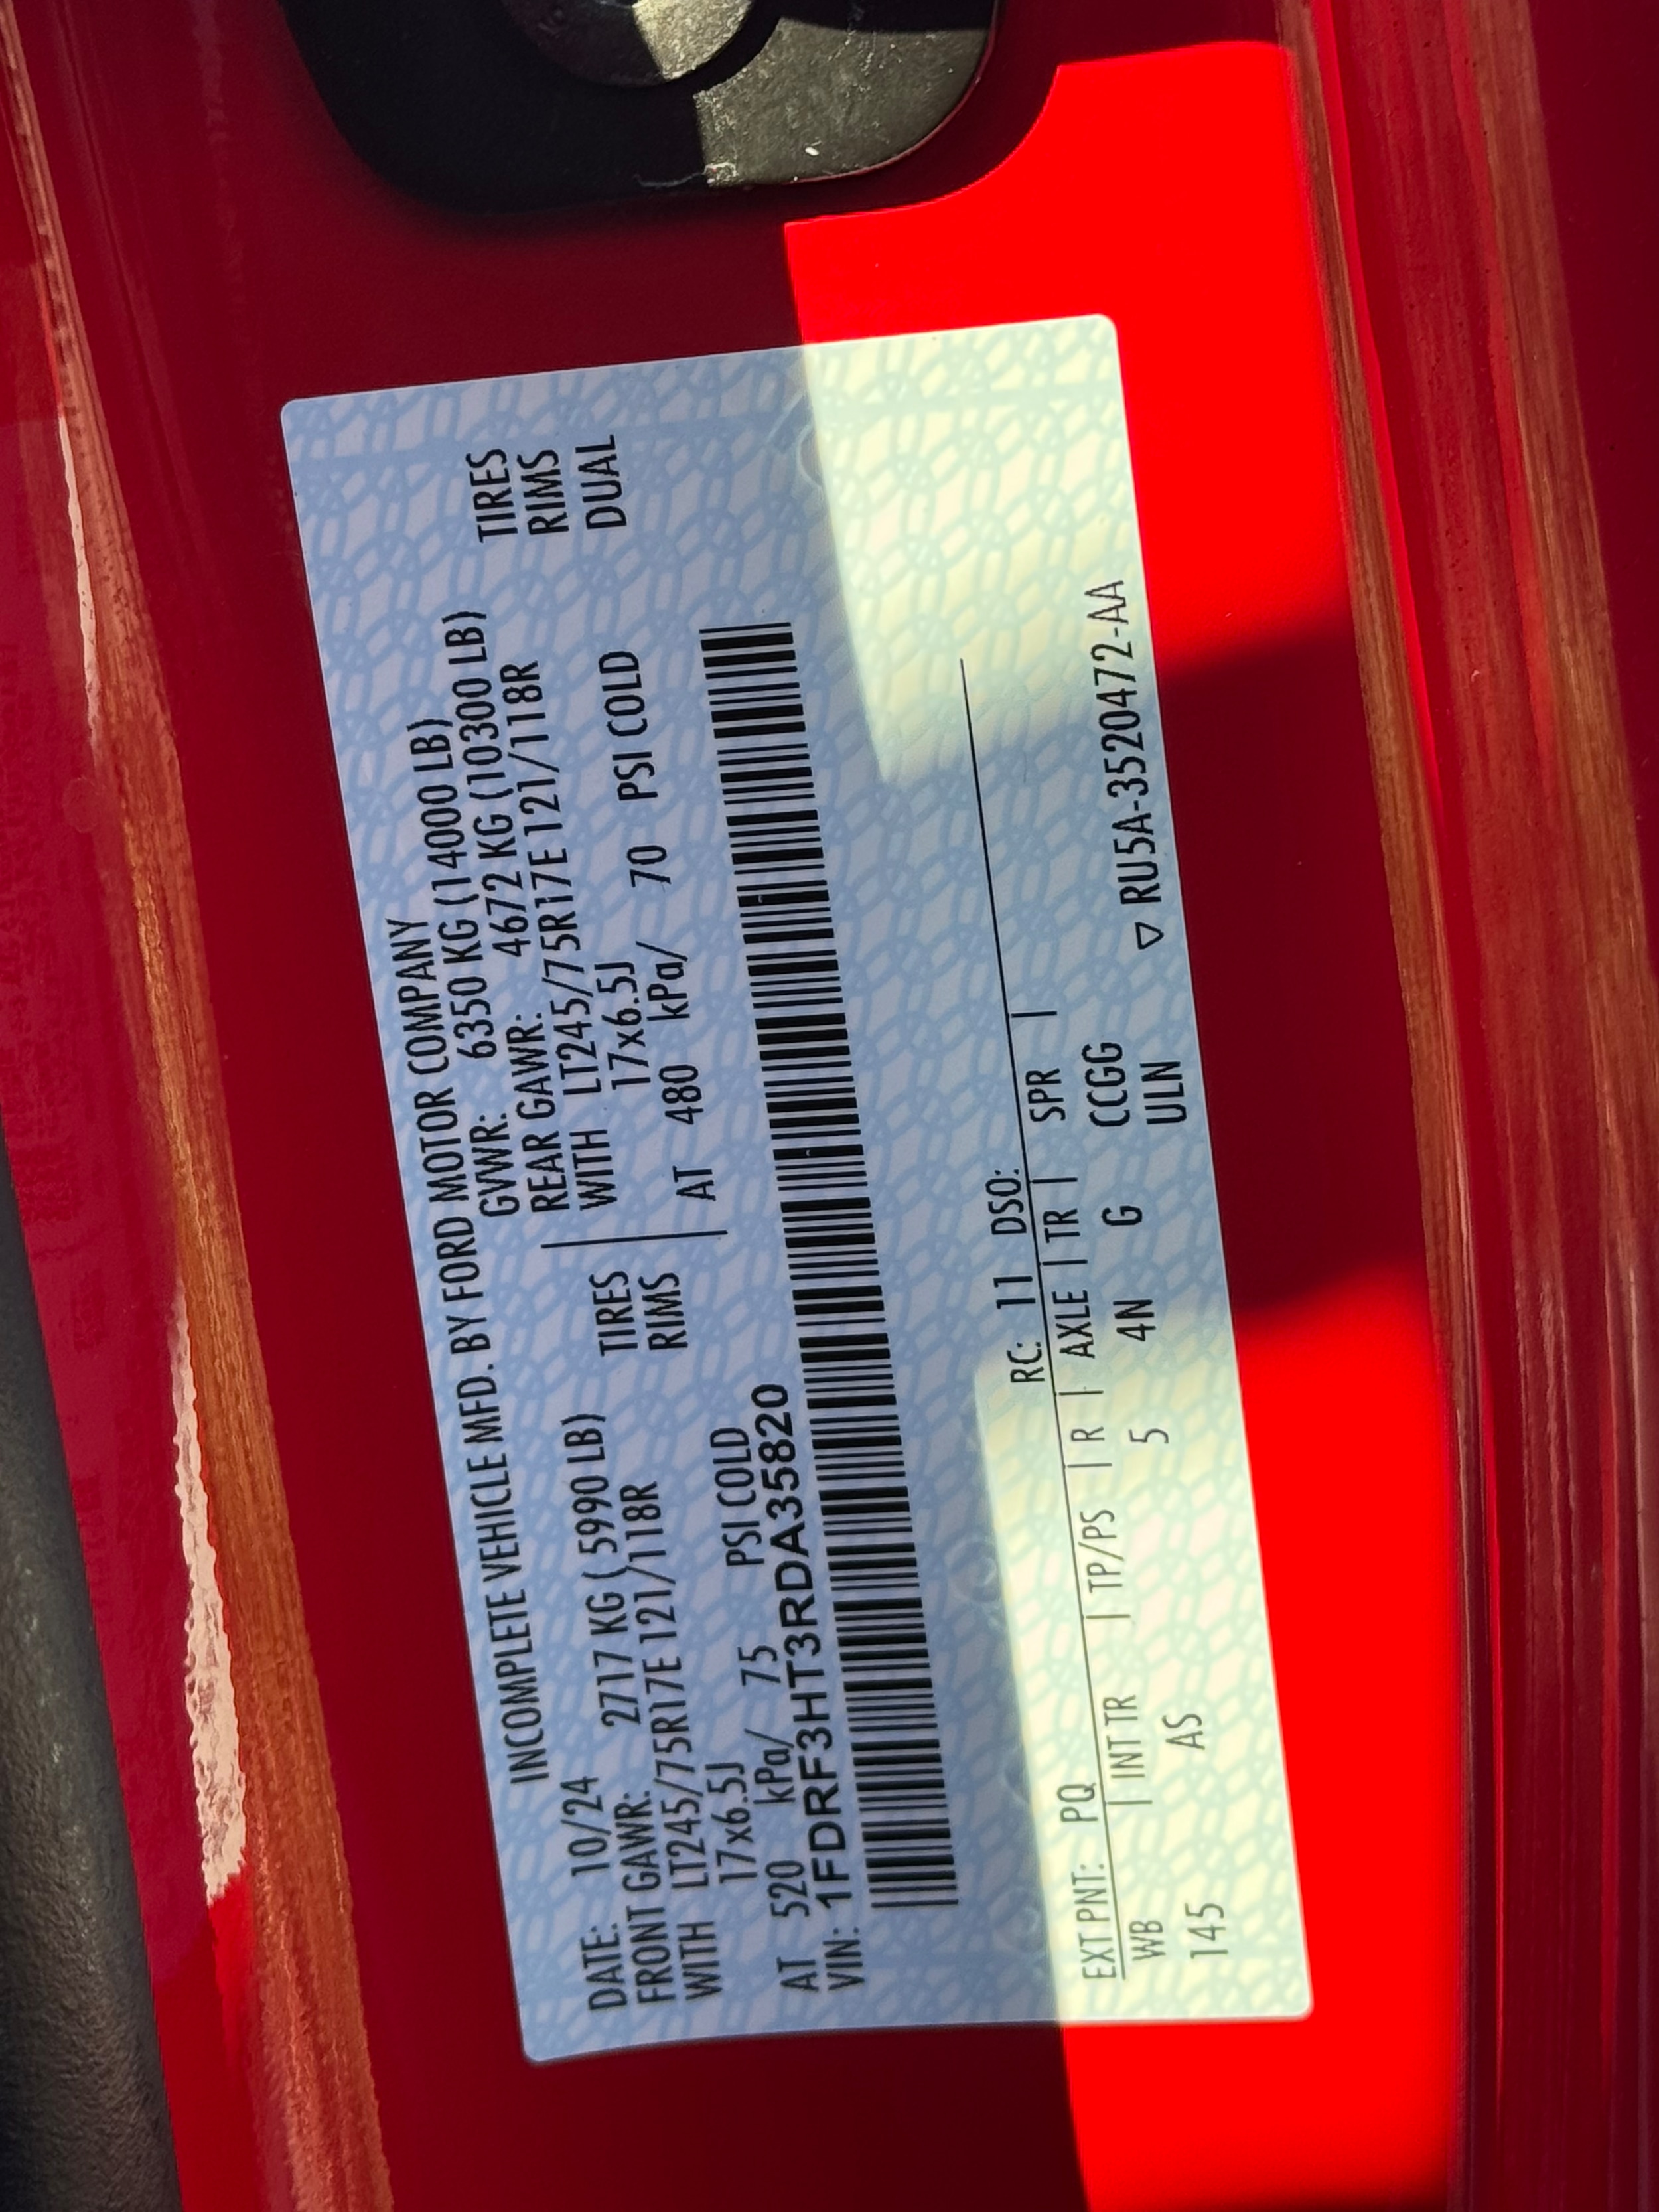 INCOMPLETE VEHICLE MFD. BY FORD MOTOR COMPANY
DATE: 10/24 GVWR: 6350 KG (14000 LB)
FRONT GAWR: 2717 KG ( 5990 LB) REAR GAWR: 4672 KG (10300 LB)
WITH LT245/75R17E 121/118R TIRES WITH LT245/75R17E 121/118R TIRES
17x6.5J RIMS 17x6.5J RIMS
AT 520 kPa/ 75 PSI COLD AT 480 kPa/ 70 PSI COLD DUAL
VIN: 1FDRF3HT3RDA35820
EXT PNT: PQ RC: 11 DSO:
WB | INT TR | TP/PS | R | AXLE | TR | SPR |
145 AS 5 4N G CCGG
ULN ▽ RU5A-3520472-AA